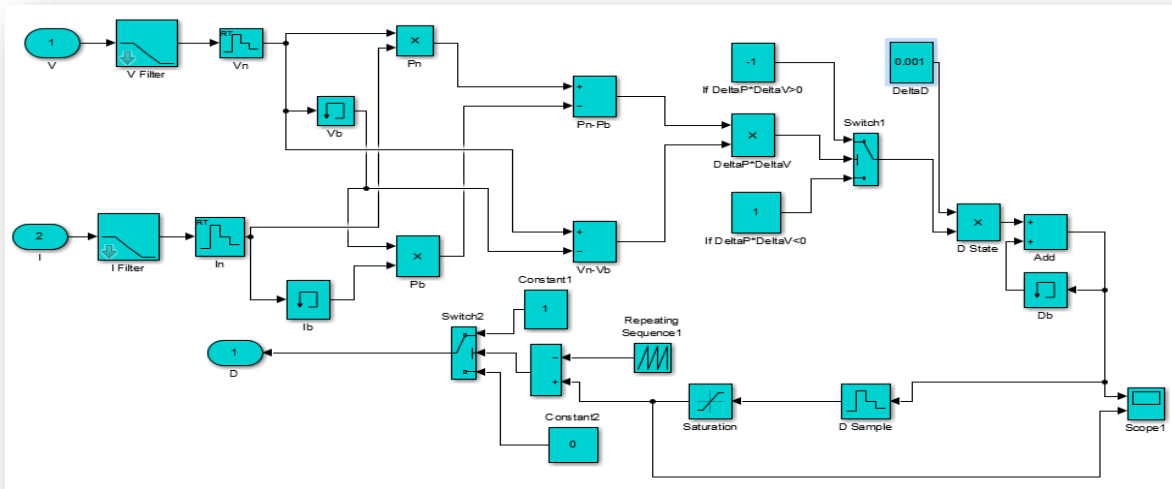 1
V
V Filter
RT
Vn
Vb
×
Pn
+
−
Pn-Pb
-1
If DeltaP*DeltaV>0
0.001
DeltaD
Switch1
×
DeltaP*DeltaV
1
If DeltaP*DeltaV<0
2
I
I Filter
RT
In
Ib
×
Pb
+
−
Vn-Vb
×
D State
+
+
Add
Db
Constant1
1
Switch2
Repeating
Sequence1
−
+
1
D
Constant2
0
Saturation
D Sample
Scope1